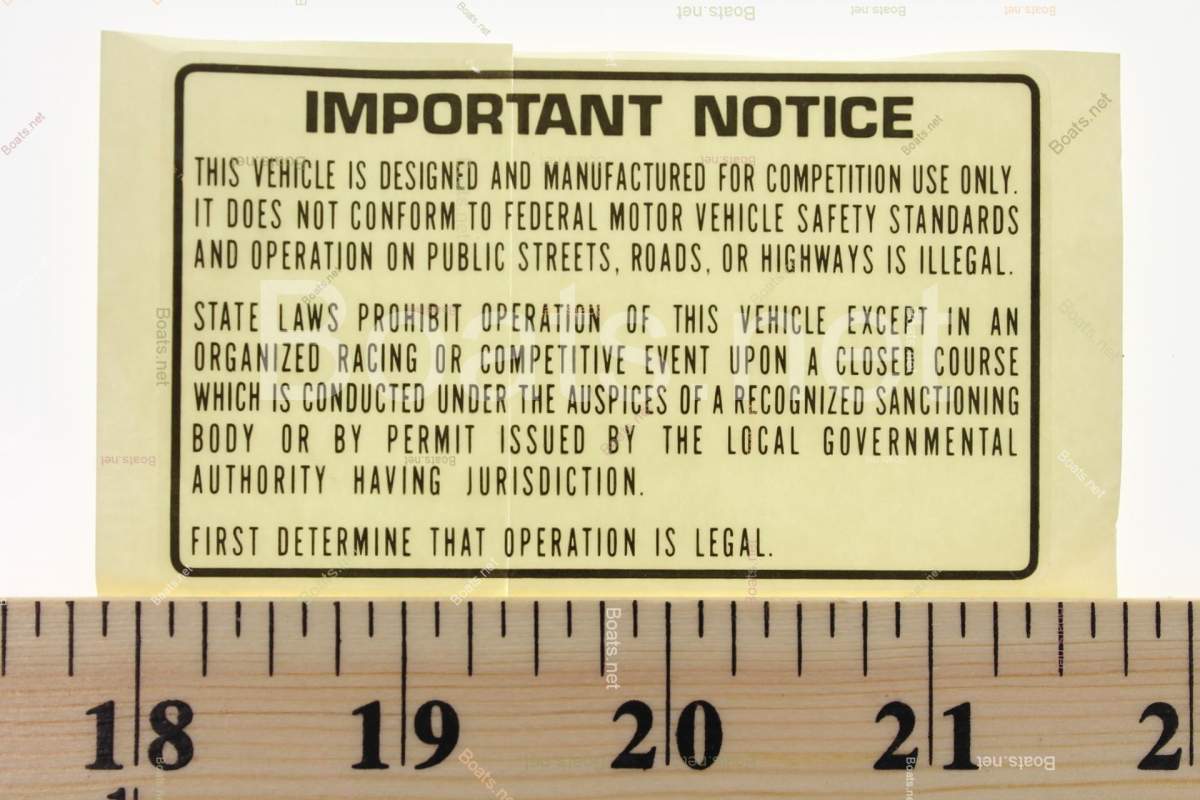 IMPORTANT NOTICE
THIS VEHICLE IS DESIGNED AND MANUFACTURED FOR COMPETITION USE ONLY.
IT DOES NOT CONFORM TO FEDERAL MOTOR VEHICLE SAFETY STANDARDS
AND OPERATION ON PUBLIC STREETS, ROADS, OR HIGHWAYS IS ILLEGAL.
STATE LAWS PROHIBIT OPERATION OF THIS VEHICLE EXCEPT IN AN
ORGANIZED RACING OR COMPETITIVE EVENT UPON A CLOSED COURSE
WHICH IS CONDUCTED UNDER THE AUSPICES OF A RECOGNIZED SANCTIONING
BODY OR BY PERMIT ISSUED BY THE LOCAL GOVERNMENTAL
AUTHORITY HAVING JURISDICTION.
FIRST DETERMINE THAT OPERATION IS LEGAL.
18 19 20 21 2
Boats.net